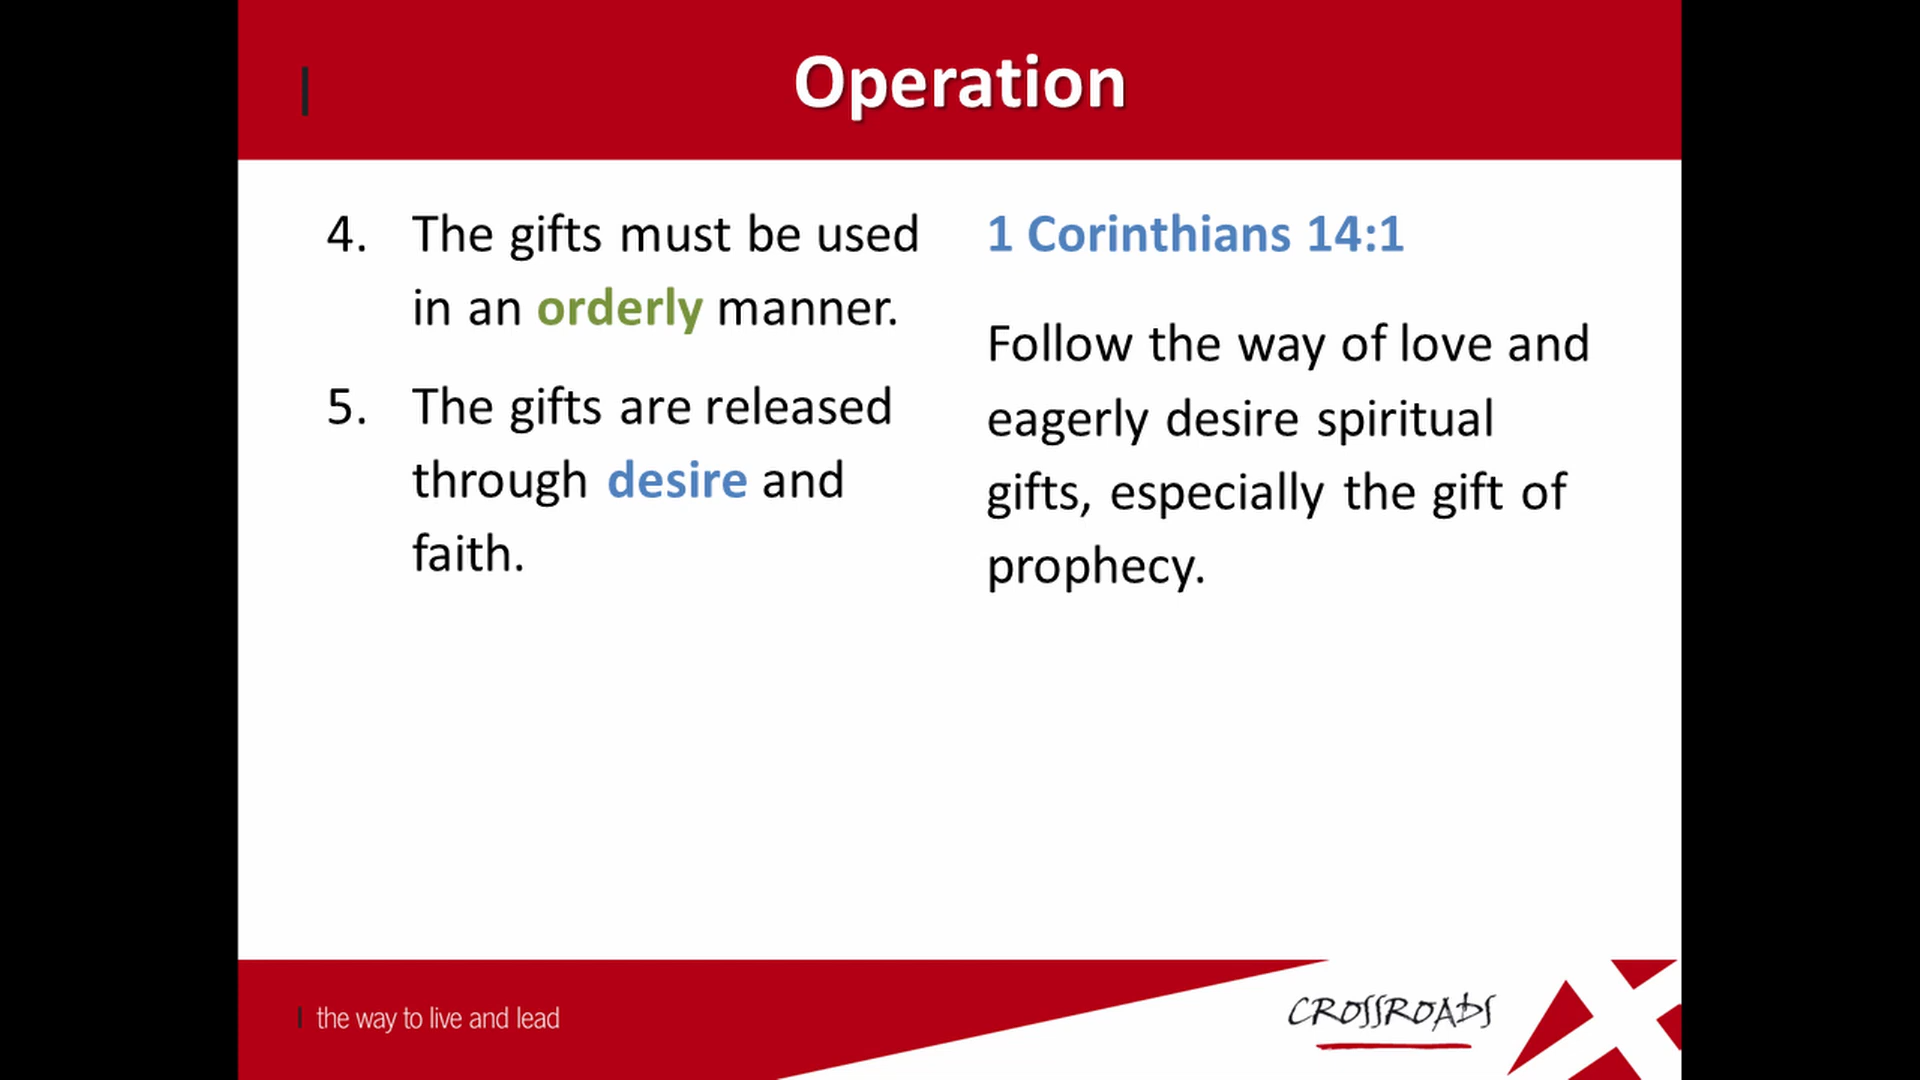 Operation
4. The gifts must be used
in an orderly manner.
5. The gifts are released
through desire and
faith.
1 Corinthians 14:1
Follow the way of love and
eagerly desire spiritual
gifts, especially the gift of
prophecy.
the way to live and lead
CROSSROADS